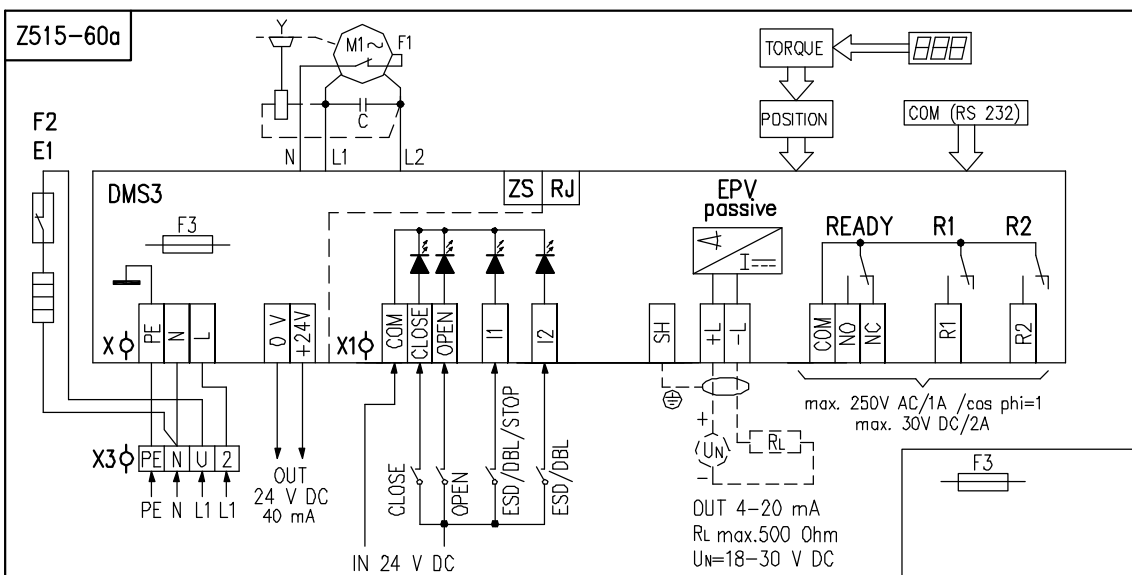 Z515-60a
Y
M1~
F1
C
N
L1
L2
TORQUE
POSITION
COM (RS 232)
F2
E1
DMS3
F3
ZS
RJ
EPV
passive
I
READY
R1
R2
X
PE
N
L
0 V
+24V
X1
COM
CLOSE
OPEN
I1
I2
SH
+L
-L
COM
NO
NC
R1
R2
max. 250V AC/1A /cos phi=1
max. 30V DC/2A
X3
PE
N
U
2
PE
N
L1
L1
OUT
24 V DC
40 mA
CLOSE
OPEN
ESD/DBL/STOP
ESD/DBL
IN 24 V DC
+
UN
-
RL
OUT 4-20 mA
RL max.500 Ohm
UN=18-30 V DC
F3